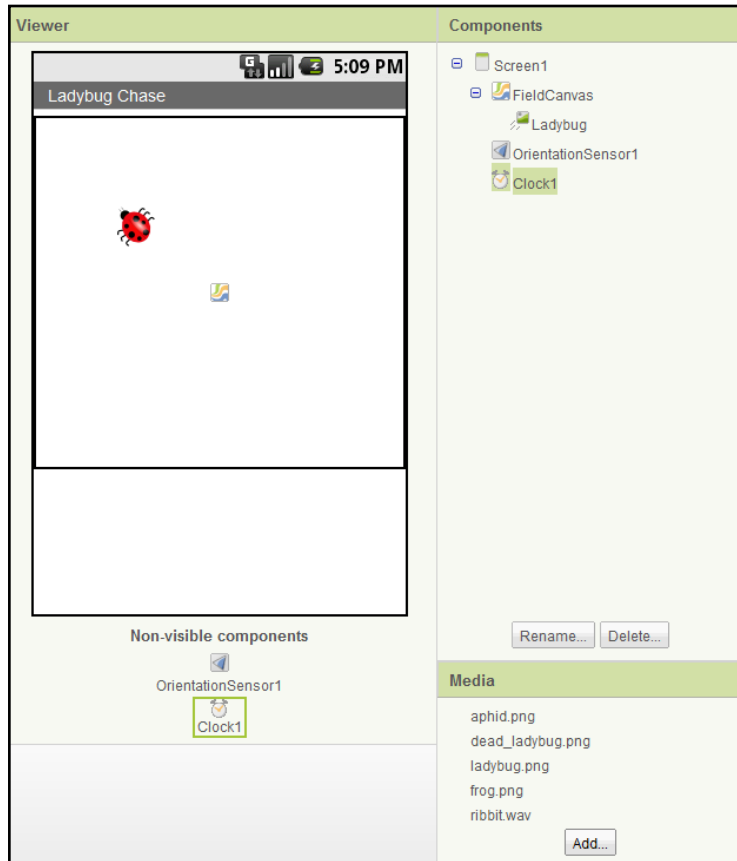 Viewer
5:09 PM
Ladybug Chase
Non-visible components
OrientationSensor1
Clock1
Components
Screen1
FieldCanvas
Ladybug
OrientationSensor1
Clock1
Rename... Delete...
Media
aphid.png
dead_ladybug.png
ladybug.png
frog.png
ribbit.wav
Add...